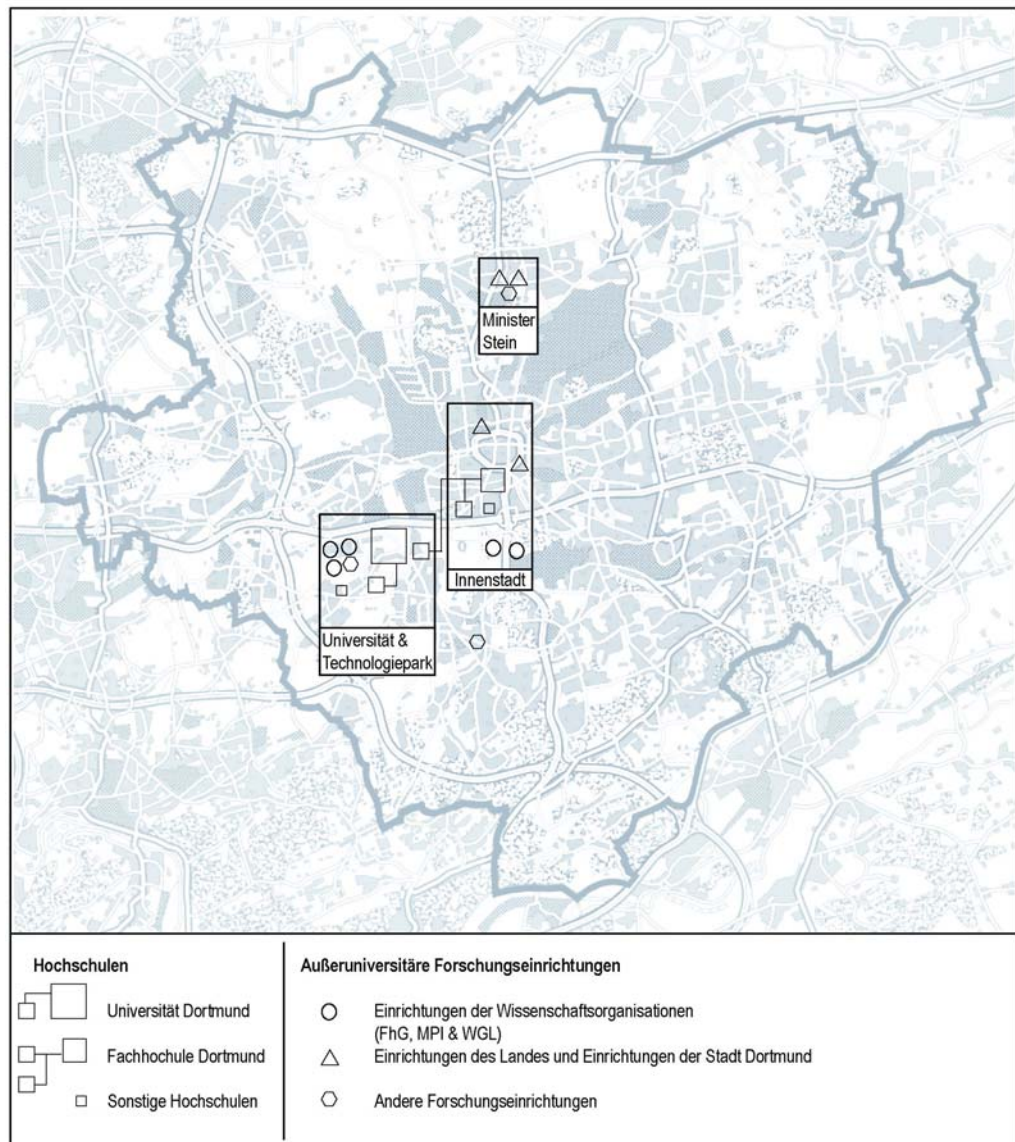 Minister
Stein
Innenstadt
Universität &
Technologiepark
Hochschulen
Universität Dortmund
Fachhochule Dortmund
Sonstige Hochschulen
Außeruniversitäre Forschungseinrichtungen
Einrichtungen der Wissenschaftsorganisationen
(FhG, MPI & WGL)
Einrichtungen des Landes und Einrichtungen der Stadt Dortmund
Andere Forschungseinrichtungen